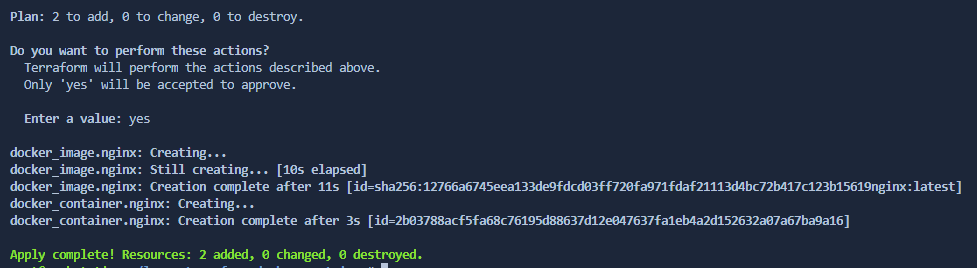 Plan: 2 to add, 0 to change, 0 to destroy.
Do you want to perform these actions?
Terraform will perform the actions described above.
Only 'yes' will be accepted to approve.
Enter a value: yes
docker_image.nginx: Creating...
docker_image.nginx: Still creating... [10s elapsed]
docker_image.nginx: Creation complete after 11s [id=sha256:12766a6745eea133de9fdcd03ff720fa971fdaf21113d4bc72b417c123b15619nginx:latest]
docker_container.nginx: Creating...
docker_container.nginx: Creation complete after 3s [id=2b03788acf5fa68c76195d88637d12e047637fa1eb4a2d152632a07a67ba9a16]
Apply complete! Resources: 2 added, 0 changed, 0 destroyed.